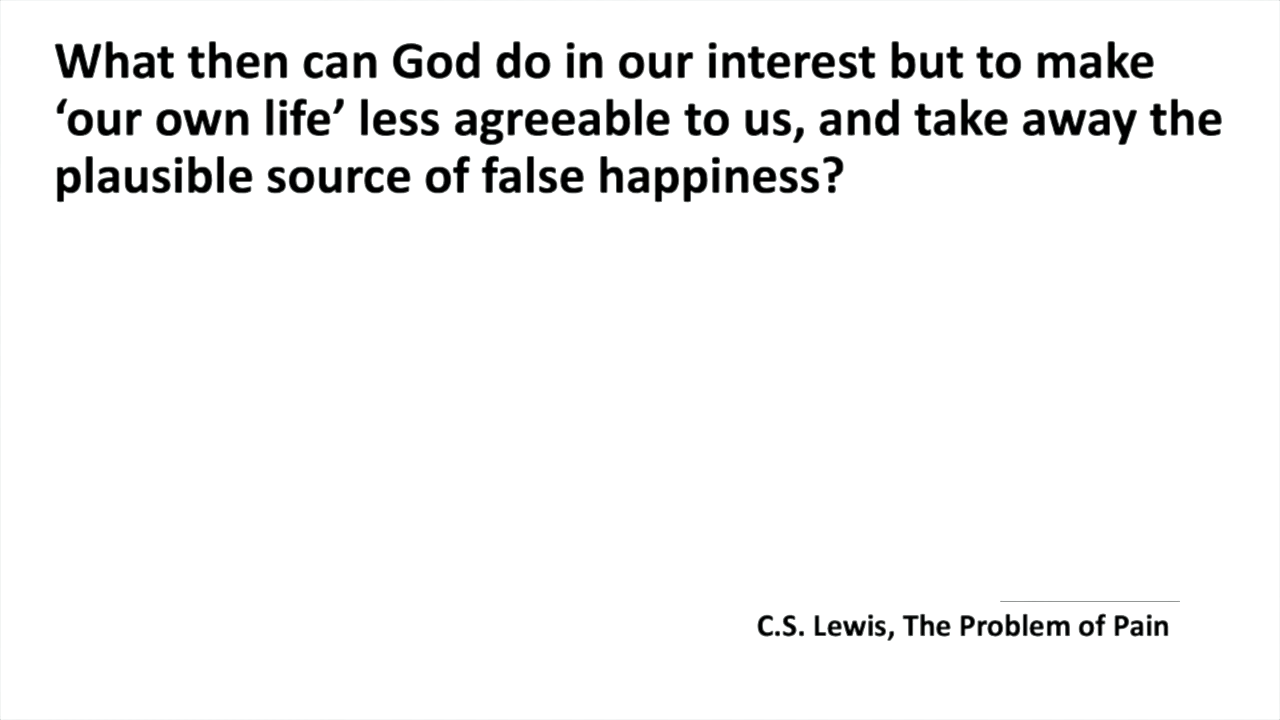 What then can God do in our interest but to make
‘our own life’ less agreeable to us, and take away the
plausible source of false happiness?
C.S. Lewis, The Problem of Pain